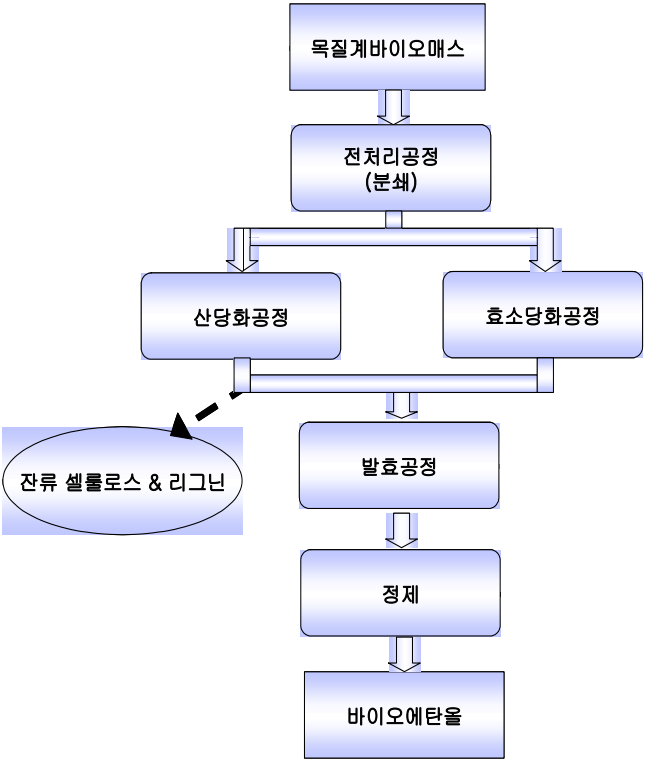 목질계바이오매스
전처리공정
(분쇄)
산당화공정
효소당화공정
잔류 셀룰로스 & 리그닌
발효공정
정제
바이오에탄올